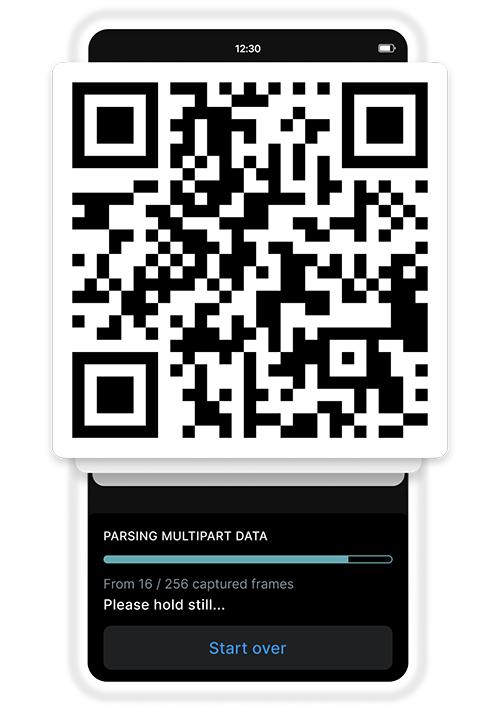 12:30
PARSING MULTIPART DATA
From 16 / 256 captured frames
Please hold still...
Start over